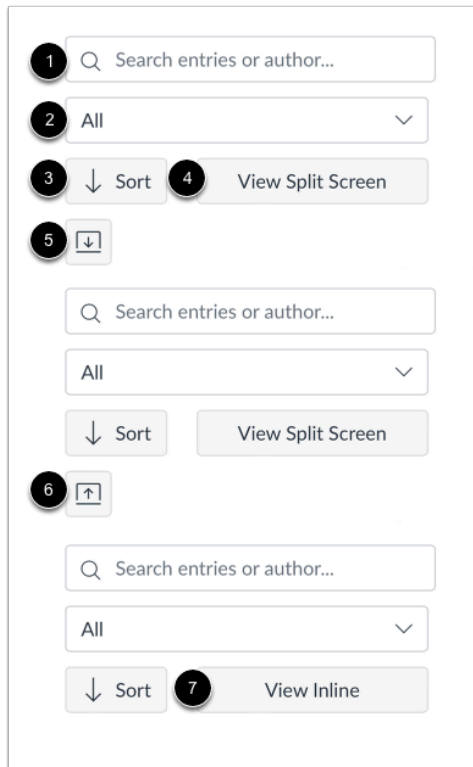 1 Search entries or author...
2 All
3 Sort 4 View Split Screen
5
Search entries or author...
All
Sort View Split Screen
6
Search entries or author...
All
Sort 7 View Inline